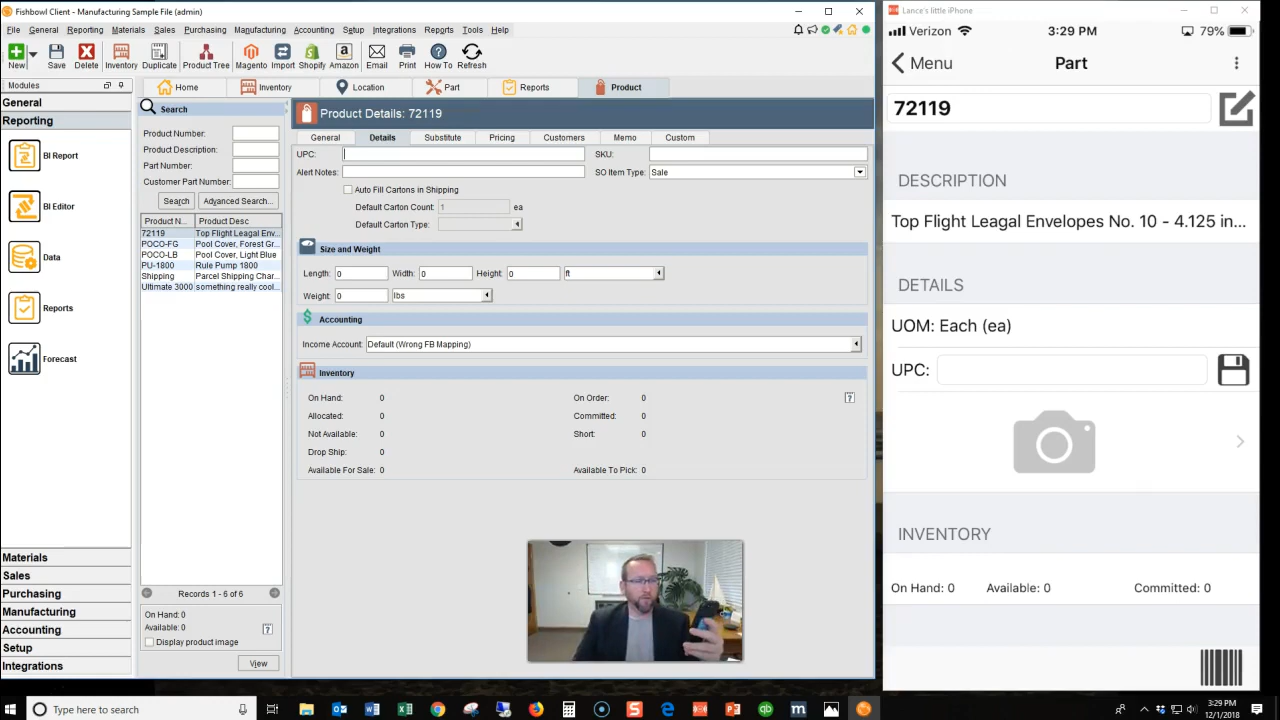 Fishbowl Client - Manufacturing Sample File (admin)
File General Reporting Materials Sales Purchasing Manufacturing Accounting Setup Integrations Reports Tools Help
New Save Delete Inventory Duplicate Product Tree Magento Import Shopify Amazon Email Print How To Refresh
Modules
General
Reporting
BI Report
BI Editor
Data
Reports
Forecast
Materials
Sales
Purchasing
Manufacturing
Accounting
Setup
Integrations
Home Inventory Location Part Reports Product
Search
Product Number:
Product Description:
Part Number:
Customer Part Number:
Search Advanced Search...
Product N... Product Desc
72119 Top Flight Leagal Env...
POCO-FG Pool Cover, Forest Gr...
POCO-LB Pool Cover, Light Blue
PU-1800 Rule Pump 1800
Shipping Parcel Shipping Char...
Ultimate 3000 something really cool...
Records 1 - 6 of 6
On Hand: 0
Available: 0
?
Display product image
View
Product Details: 72119
General Details Substitute Pricing Customers Memo Custom
UPC: SKU:
Alert Notes: SO Item Type: Sale
Auto Fill Cartons in Shipping
Default Carton Count: 1 ea
Default Carton Type:
Size and Weight
Length: 0 Width: 0 Height: 0 ft
Weight: 0 lbs
Accounting
Income Account: Default (Wrong FB Mapping)
Inventory
On Hand: 0 On Order: 0 ?
Allocated: 0 Committed: 0
Not Available: 0 Short: 0
Drop Ship: 0
Available For Sale: 0 Available To Pick: 0
Lance's little iPhone
Verizon 3:29 PM 79%
Menu Part
72119
DESCRIPTION
Top Flight Leagal Envelopes No. 10 - 4.125 in...
DETAILS
UOM: Each (ea)
UPC:
INVENTORY
On Hand: 0 Available: 0 Committed: 0
Type here to search
3:29 PM
12/1/2018